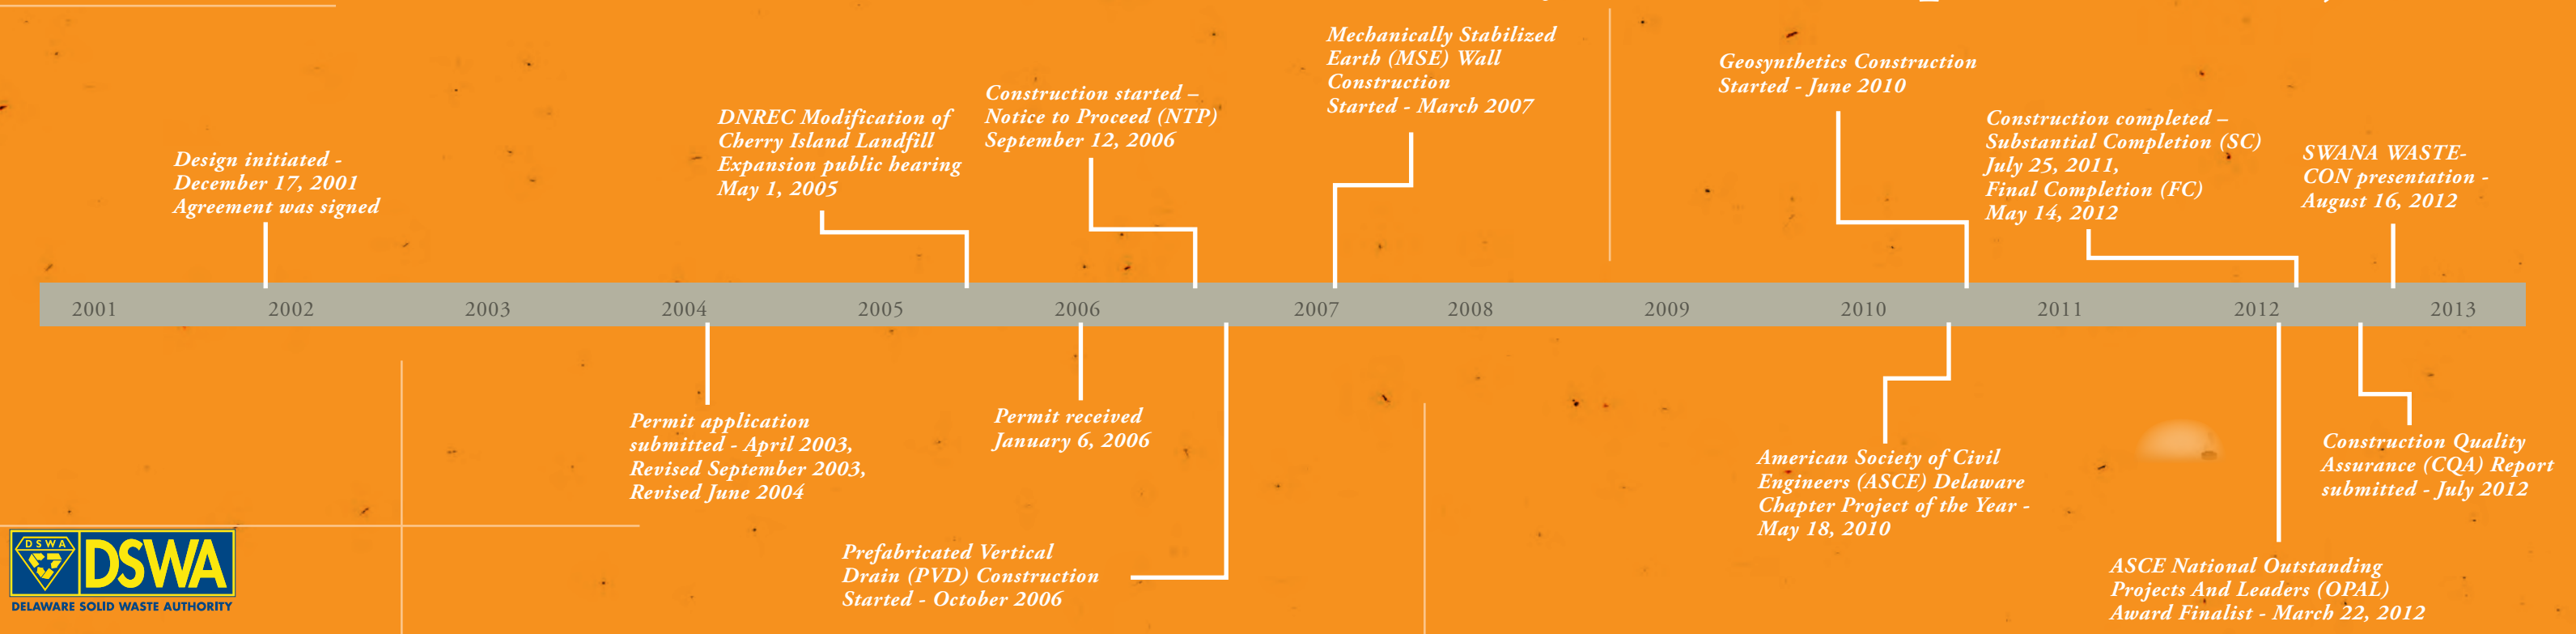 Mechanically Stabilized
Earth (MSE) Wall
Construction
Started - March 2007
Geosynthetics Construction
Started - June 2010
Construction started –
Notice to Proceed (NTP)
September 12, 2006
DNREC Modification of
Cherry Island Landfill
Expansion public hearing
May 1, 2005
Construction completed –
Substantial Completion (SC)
July 25, 2011,
Final Completion (FC)
May 14, 2012
SWANA WASTE-
CON presentation -
August 16, 2012
Design initiated -
December 17, 2001
Agreement was signed
2001 2002 2003 2004 2005 2006 2007 2008 2009 2010 2011 2012 2013
Permit application
submitted - April 2003,
Revised September 2003,
Revised June 2004
Permit received
January 6, 2006
Prefabricated Vertical
Drain (PVD) Construction
Started - October 2006
American Society of Civil
Engineers (ASCE) Delaware
Chapter Project of the Year -
May 18, 2010
Construction Quality
Assurance (CQA) Report
submitted - July 2012
ASCE National Outstanding
Projects And Leaders (OPAL)
Award Finalist - March 22, 2012
DSWA
DSWA
DELAWARE SOLID WASTE AUTHORITY